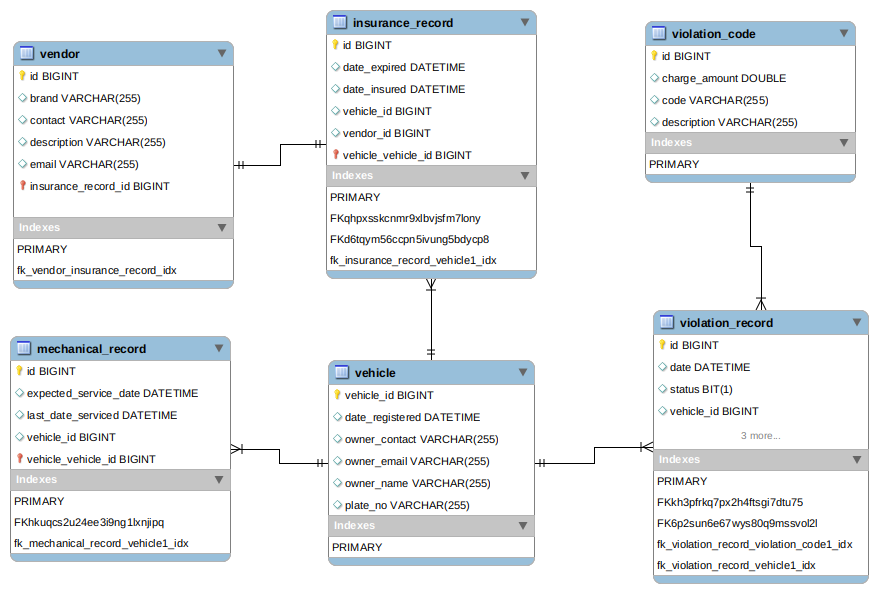 vendor
id BIGINT
brand VARCHAR(255)
contact VARCHAR(255)
description VARCHAR(255)
email VARCHAR(255)
insurance_record_id BIGINT
Indexes
PRIMARY
fk_vendor_insurance_record_idx
insurance_record
id BIGINT
date_expired DATETIME
date_insured DATETIME
vehicle_id BIGINT
vendor_id BIGINT
vehicle_vehicle_id BIGINT
Indexes
PRIMARY
FKqhpxsskcnmr9xlbvjsfm7lony
FKd6tqym56ccpn5ivung5bdycp8
fk_insurance_record_vehicle1_idx
violation_code
id BIGINT
charge_amount DOUBLE
code VARCHAR(255)
description VARCHAR(255)
Indexes
PRIMARY
mechanical_record
id BIGINT
expected_service_date DATETIME
last_date_serviced DATETIME
vehicle_id BIGINT
vehicle_vehicle_id BIGINT
Indexes
PRIMARY
FKhkuqcs2u24ee3i9ng1lxnjipq
fk_mechanical_record_vehicle1_idx
vehicle
vehicle_id BIGINT
date_registered DATETIME
owner_contact VARCHAR(255)
owner_email VARCHAR(255)
owner_name VARCHAR(255)
plate_no VARCHAR(255)
Indexes
PRIMARY
violation_record
id BIGINT
date DATETIME
status BIT(1)
vehicle_id BIGINT
3 more...
Indexes
PRIMARY
FKkh3pfrkq7px2h4ftsgi7dtu75
FK6p2sun6e67wys80q9mssvol2l
fk_violation_record_violation_code1_idx
fk_violation_record_vehicle1_idx